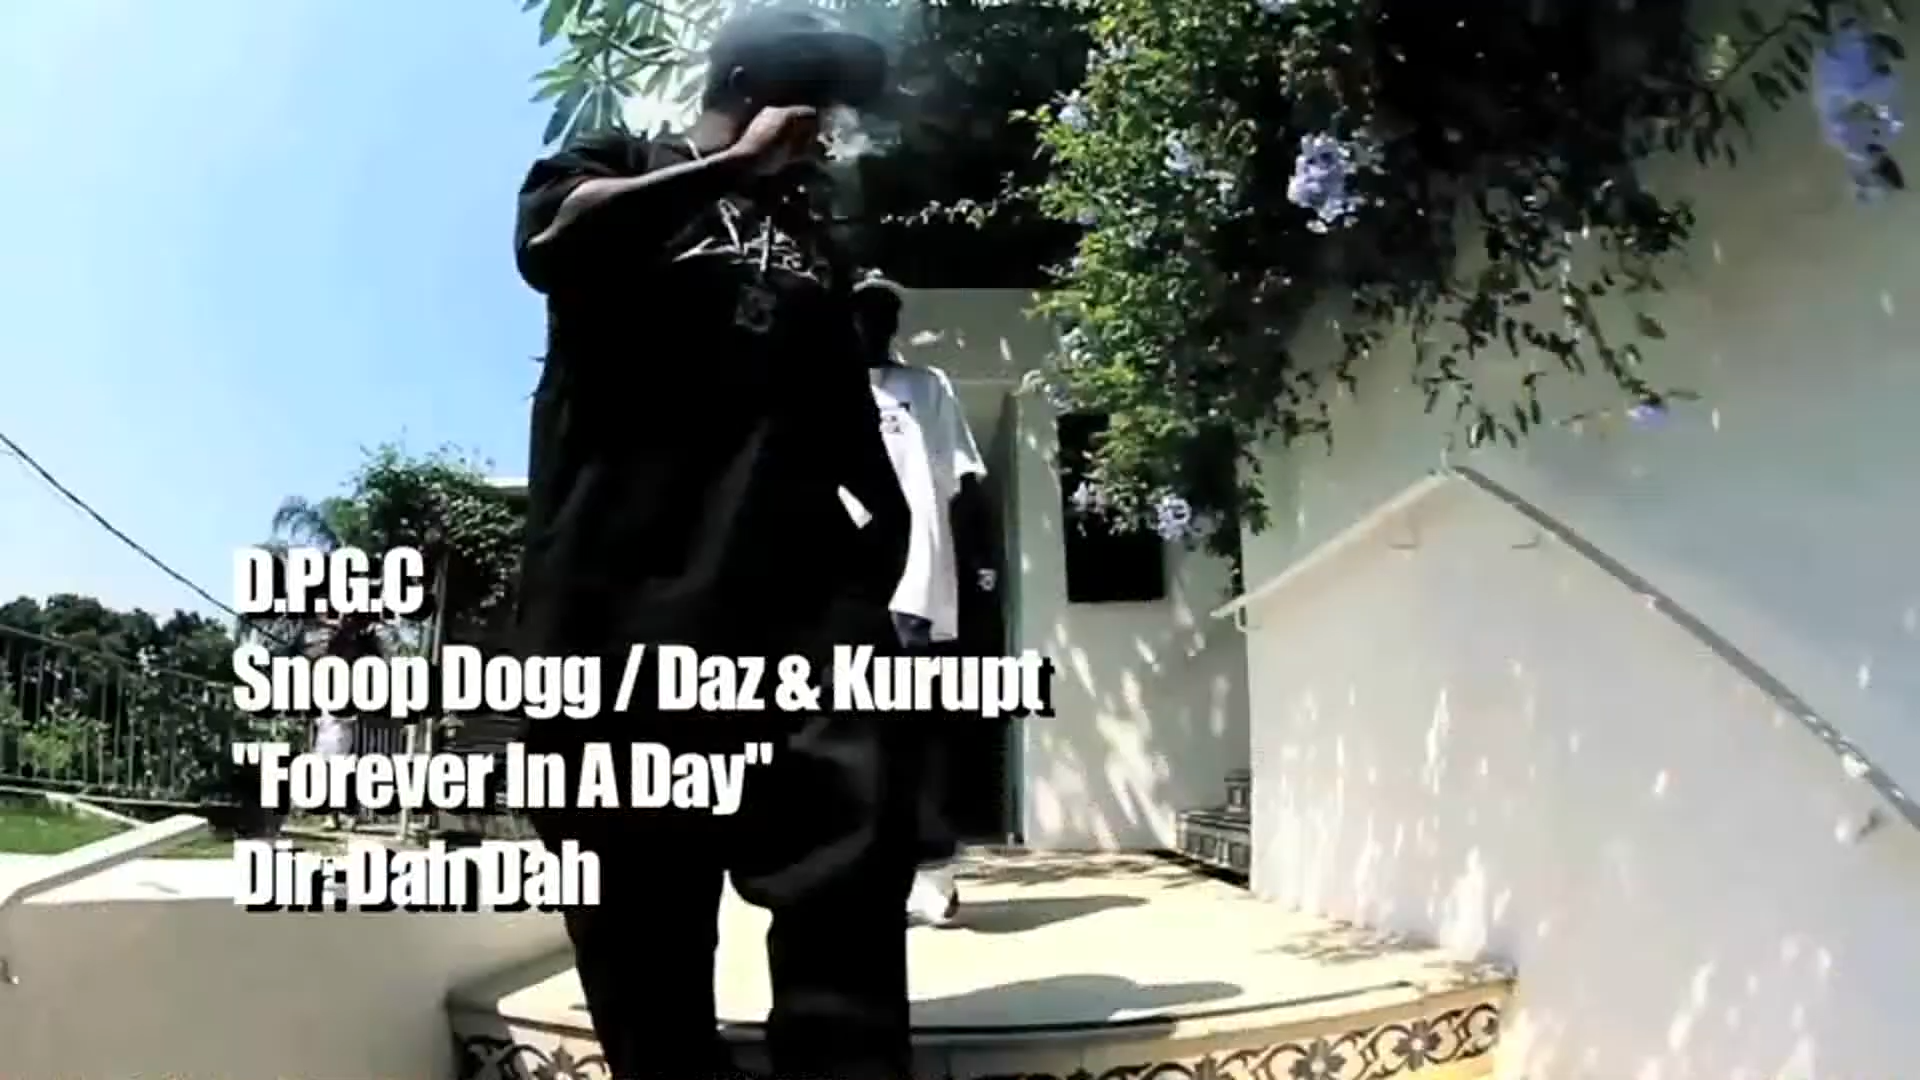 D.P.G.C
Snoop Dogg / Daz & Kurupt
"Forever In A Day"
Dir: Dah Dah